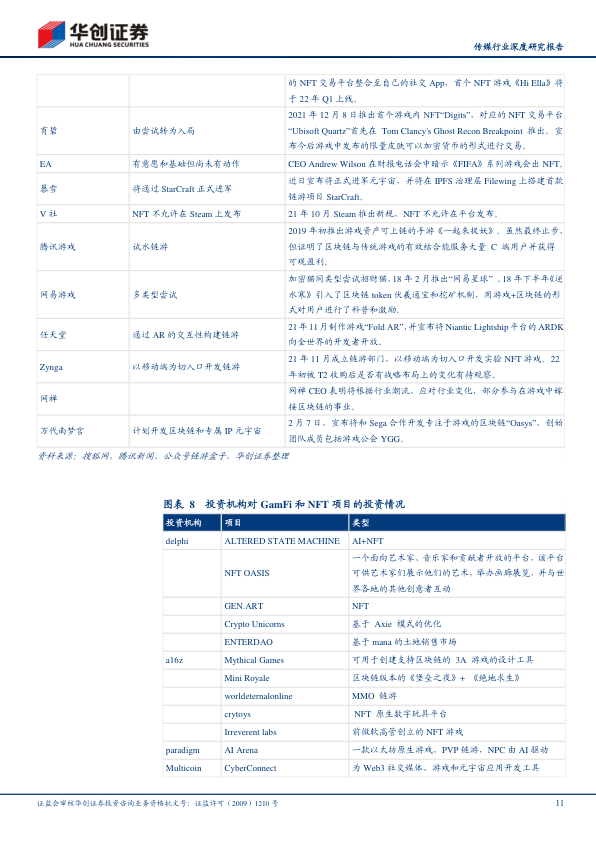 华创证券
HUA CHUANG SECURITIES
传媒行业深度研究报告
的 NFT 交易平台整合至自己的社交 App，首个 NFT 游戏《Hi Ella》将
于 22 年 Q1 上线。
育碧
由尝试转为入局
2021 年 12 月 8 日推出首个游戏内 NFT“Digits”，对应的 NFT 交易平台
“Ubisoft Quartz”首先在 Tom Clancy's Ghost Recon Breakpoint 推出。宣
布今后游戏中发布的限量皮肤可以加密货币的形式进行交易。
EA
有意愿和基础但尚未有动作
CEO Andrew Wilson 在财报电话会中暗示《FIFA》系列游戏会出 NFT。
暴雪
将通过 StarCraft 正式进军
近日宣布将正式进军元宇宙，并将在 IPFS 治理层 Filewing 上搭建首款
链游项目 StarCraft。
V 社
NFT 不允许在 Steam 上发布
21 年 10 月 Steam 推出新规，NFT 不允许在平台发布。
腾讯游戏
试水链游
2019 年初推出游戏资产可上链的手游《一起来捉妖》。虽然最终止步，
但证明了区块链与传统游戏的有效结合能服务大量 C 端用户并获得
可观盈利。
网易游戏
多类型尝试
加密猫同类型尝试招财猫，18 年 2 月推出“网易星球”，18 年下半年《逆
水寒》引入了区块链 token 伏羲通宝和挖矿机制，用游戏+区块链的形
式对用户进行了科普和激励。
任天堂
通过 AR 的交互性构建链游
21 年 11 月制作游戏“Fold AR”，并宣布将 Niantic Lightship 平台的 ARDK
向全世界的开发者开放。
Zynga
以移动端为切入口开发链游
21 年 11 月成立链游部门，以移动端为切入口开发实验 NFT 游戏。22
年初被 T2 收购后是否有战略布局上的变化有待观察。
网禅
网禅 CEO 表明将根据行业潮流、应对行业变化，部分参与在游戏中嫁
接区块链的事业。
万代南梦宫
计划开发区块链和专属 IP 元宇宙
2 月 7 日，宣布将和 Sega 合作开发专注于游戏的区块链“Oasys”，创始
团队成员包括游戏公会 YGG。
资料来源：搜狐网，腾讯新闻，公众号链游盒子，华创证券整理
图表 8 投资机构对 GamFi 和 NFT 项目的投资情况
投资机构 项目 类型
delphi ALTERED STATE MACHINE AI+NFT
NFT OASIS
一个面向艺术家、音乐家和贡献者开放的平台，该平台
可供艺术家们展示他们的艺术，举办画廊展览，并与世
界各地的其他创意者互动
GEN.ART NFT
Crypto Unicorns 基于 Axie 模式的优化
ENTERDAO 基于 mana 的土地销售市场
a16z Mythical Games 可用于创建支持区块链的 3A 游戏的设计工具
Mini Royale 区块链版本的《堡垒之夜》+ 《绝地求生》
worldeternalonline MMO 链游
crytoys NFT 原生数字玩具平台
Irreverent labs 前微软高管创立的 NFT 游戏
paradigm AI Arena 一款以太坊原生游戏，PVP 链游，NPC 由 AI 驱动
Multicoin CyberConnect 为 Web3 社交媒体、游戏和元宇宙应用开发工具
证监会审核华创证券投资咨询业务资格批文号：证监许可（2009）1210 号 11